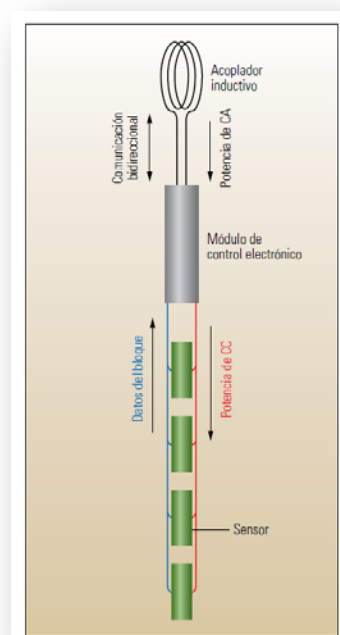 Acoplador
inductivo
Comunicación
bidireccional
Potencia de CA
Módulo de
control electrónico
Datos del bloque
Potencia de CC
Sensor